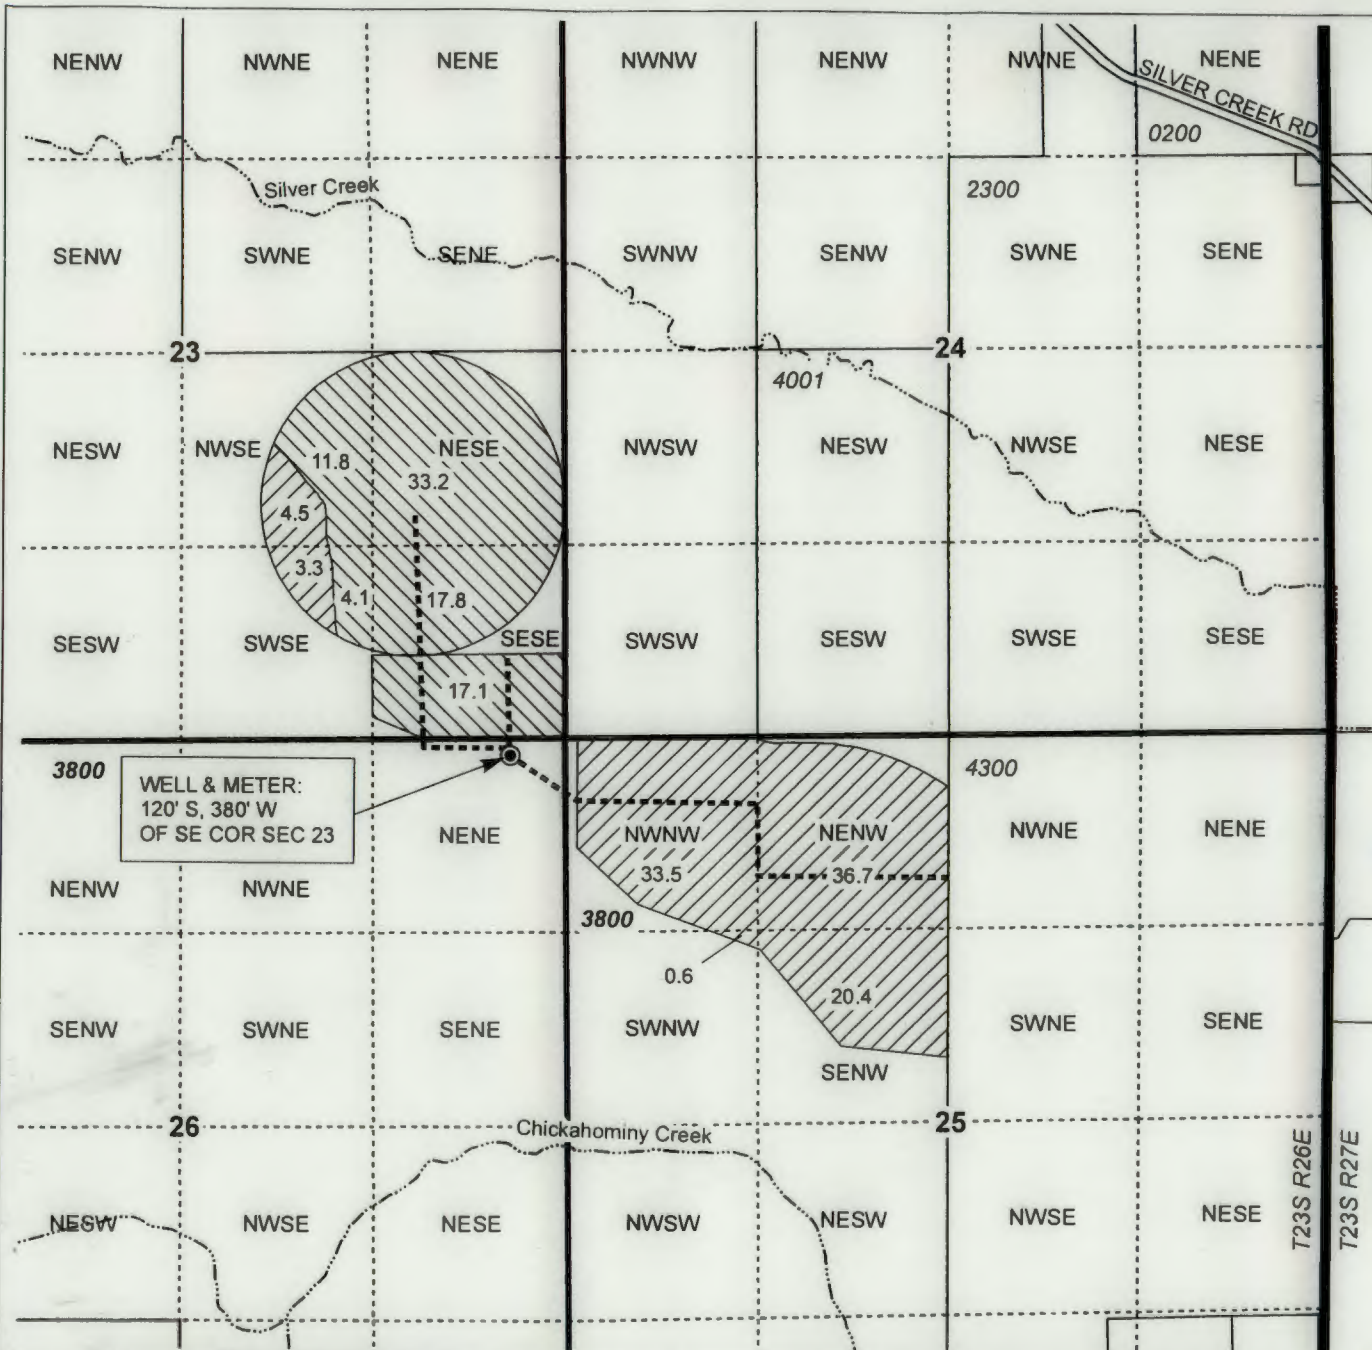 NENW NWNE NENE NWNW NENW NWNE NENE
SILVER CREEK RD
0200
Silver Creek
2300
SENW SWNE SENE SWNW SENW SWNE SENE
23 24
4001
NESW NWSE NESE NWSW NESW NWSE NESE
11.8
33.2
4.5
3.3
4.1 17.8
SESW SWSE SESE SWSW SESW SWSE SESE
17.1
3800
WELL & METER:
120' S, 380' W
OF SE COR SEC 23
4300
NENE NWNW NENW NWNE NENE
33.5 36.7
NENW NWNE
3800
0.6
20.4
SENW SWNE SENE SWNW SWNE SENE
SENW
26 25
Chickahominy Creek
T23S R26E
T23S R27E
NESW NWSE NESE NWSW NESW NWSE NESE